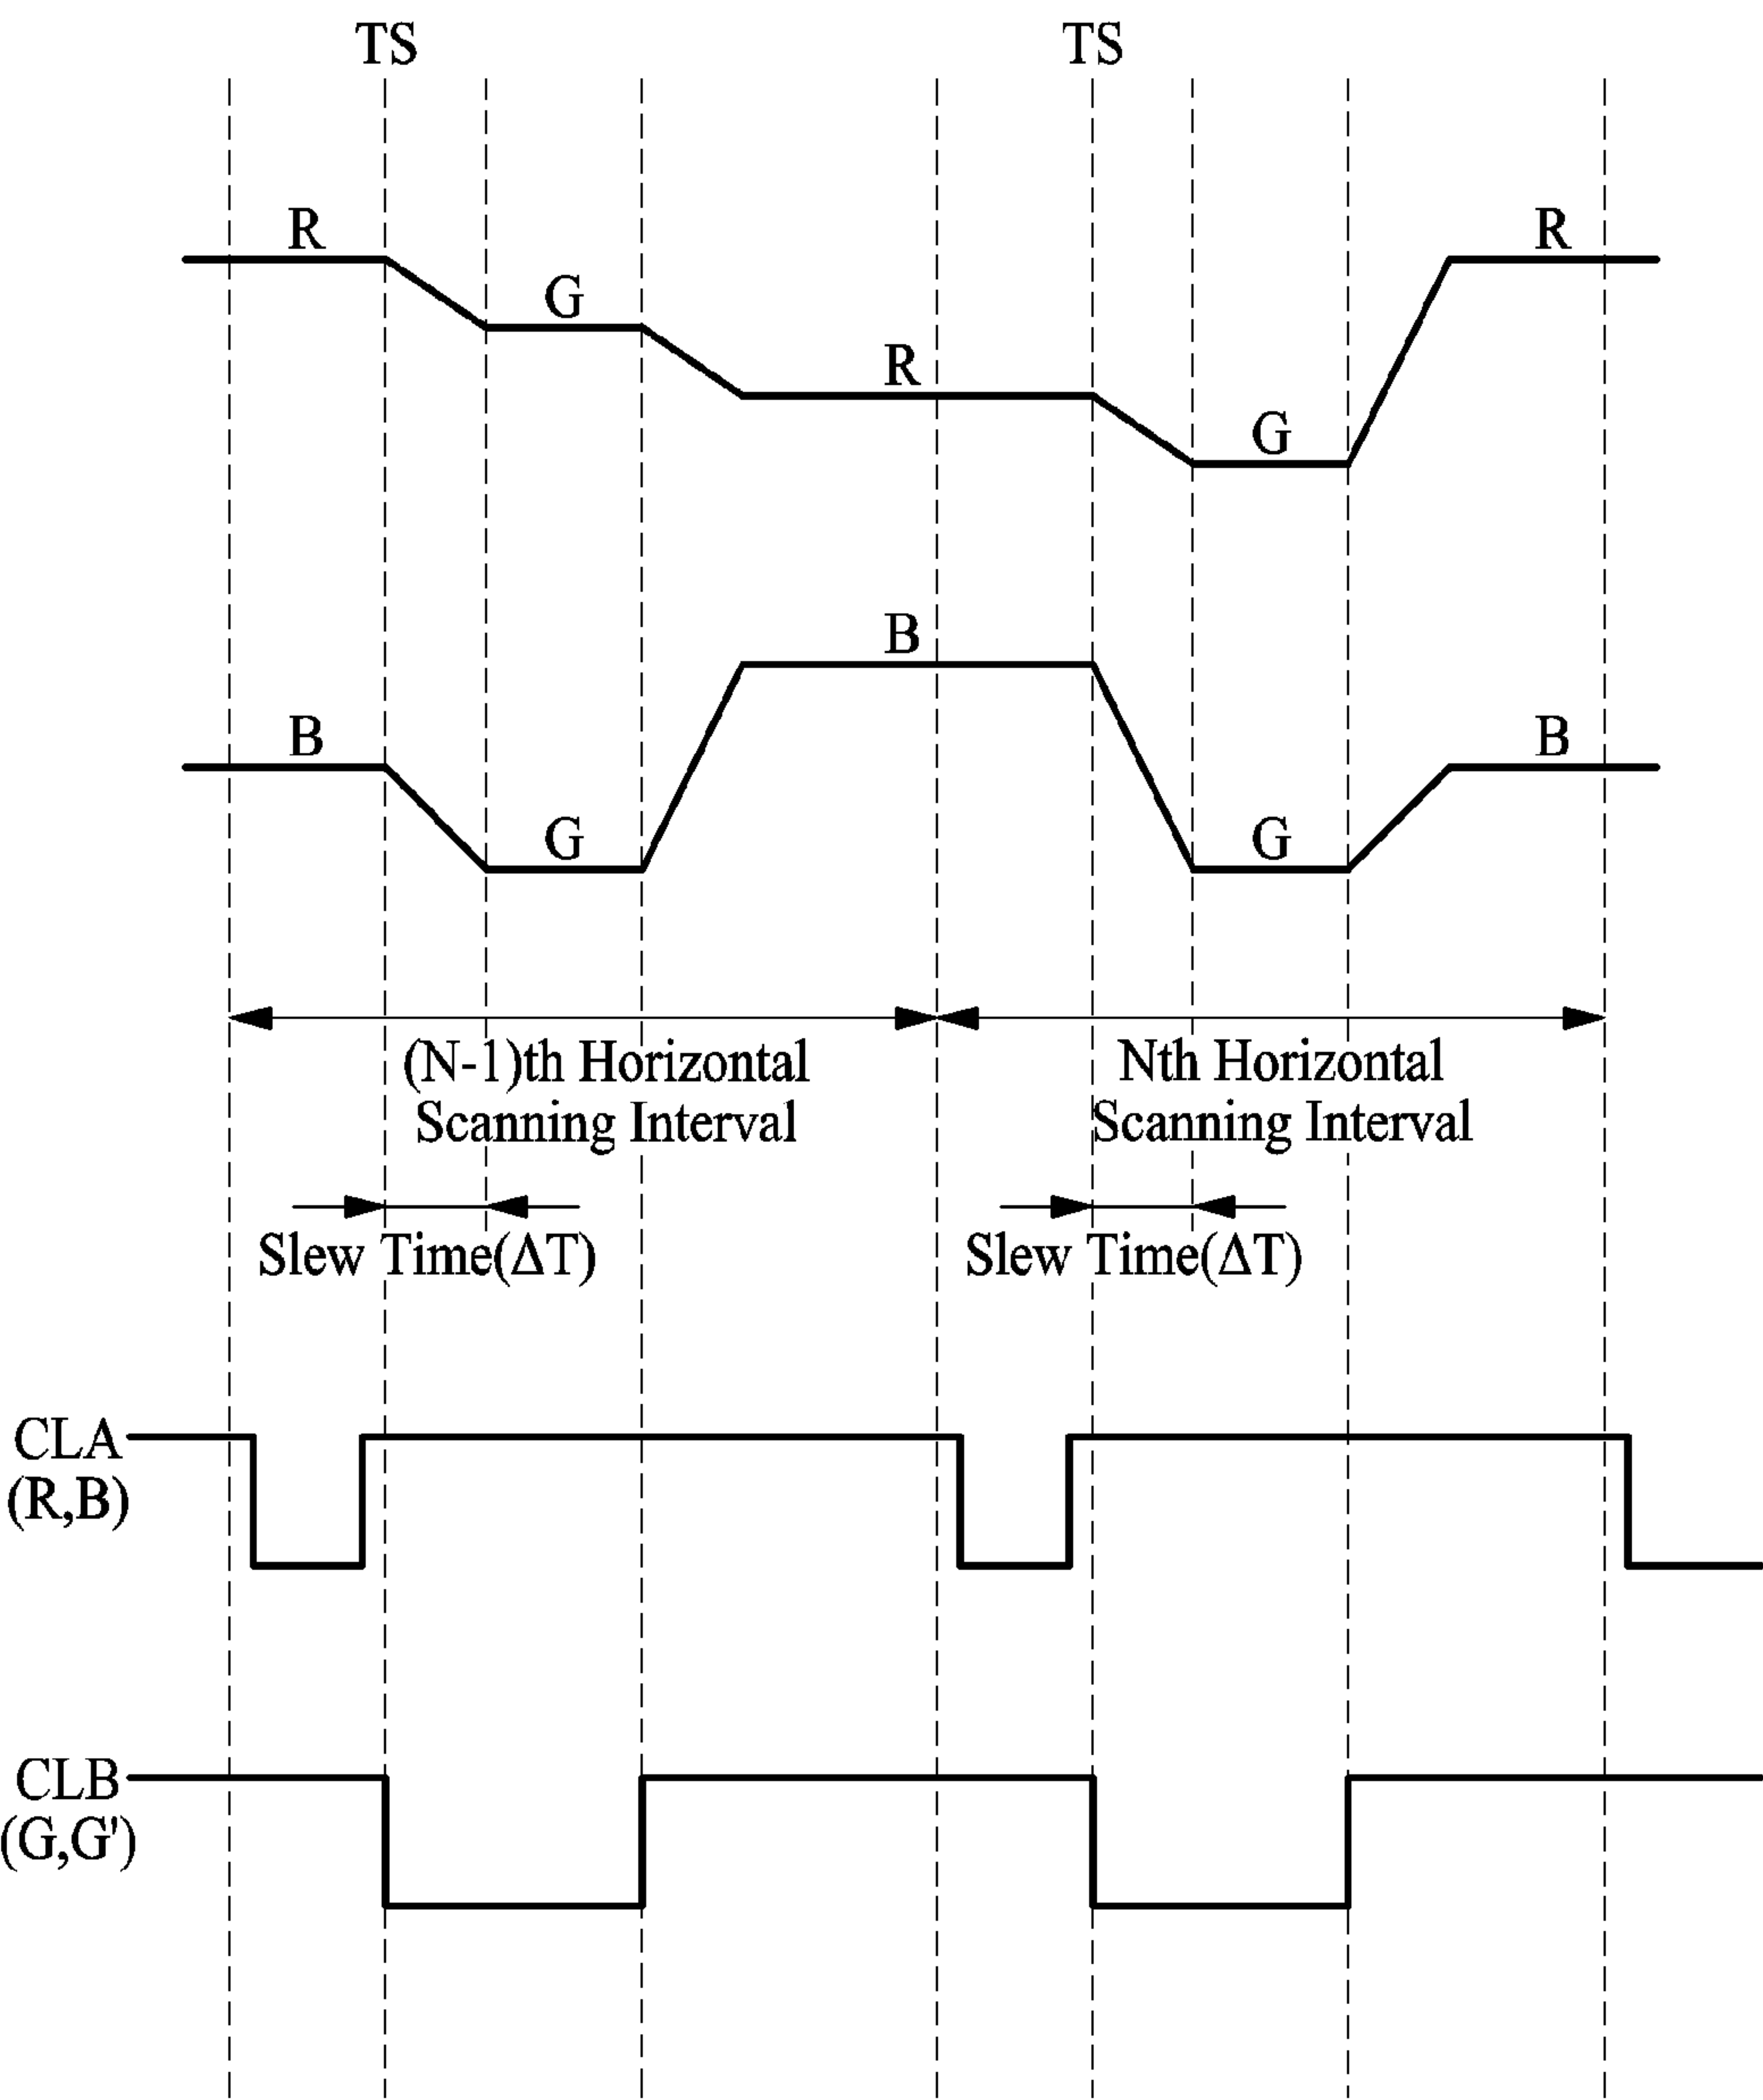 TS TS
R R
G
R
G
B
B B
G G
(N-1)th Horizontal
Scanning Interval
Nth Horizontal
Scanning Interval
Slew Time(ΔT) Slew Time(ΔT)
CLA
(R,B)
CLB
(G,G')